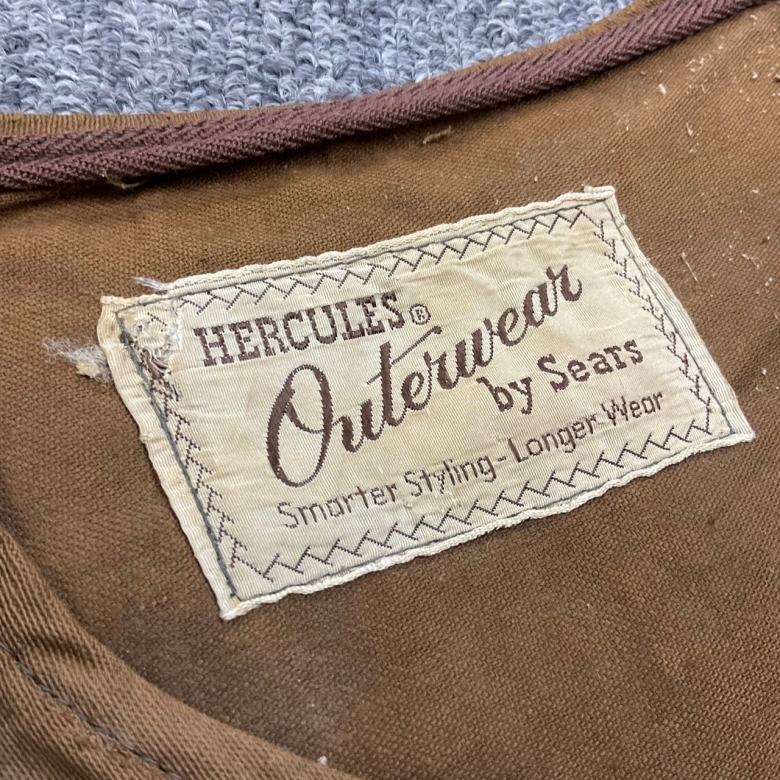 HERCULES®
Outerwear
by Sears
Smarter Styling-Longer Wear